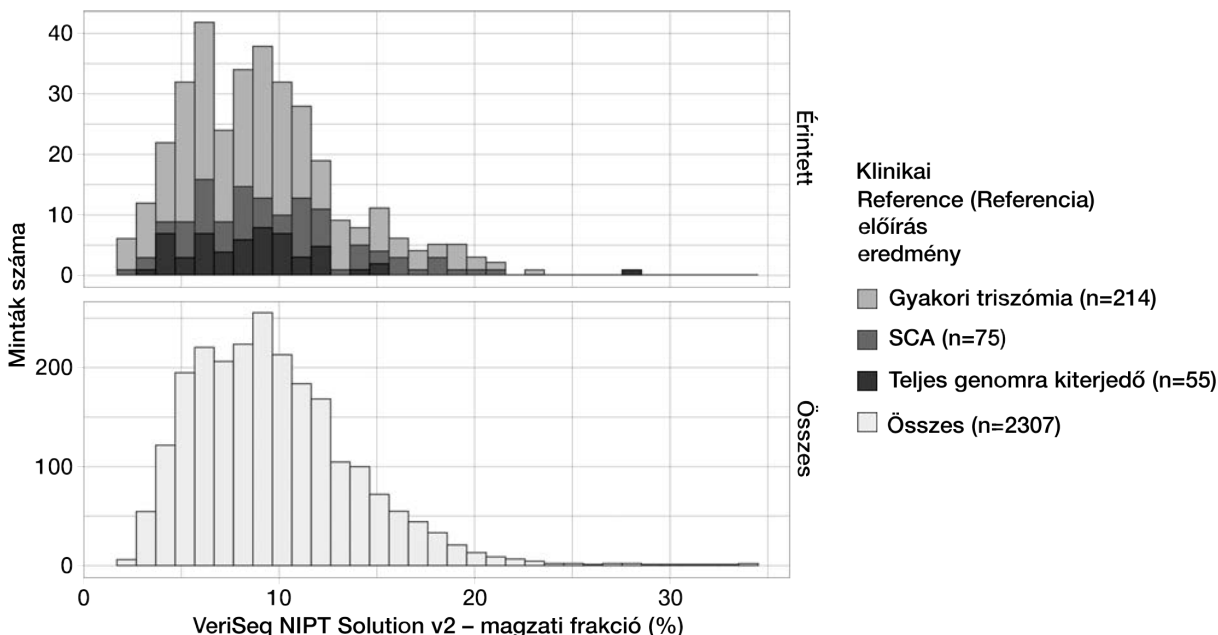 40
30
20
10
0
Érintett
200
100
0
Összes
Minták száma
0
10
20
30
VeriSeq NIPT Solution v2 – magzati frakció (%)
Klinikai
Reference (Referencia)
előírás
eredmény
Gyakori triszómia (n=214)
SCA (n=75)
Teljes genomra kiterjedő (n=55)
Összes (n=2307)